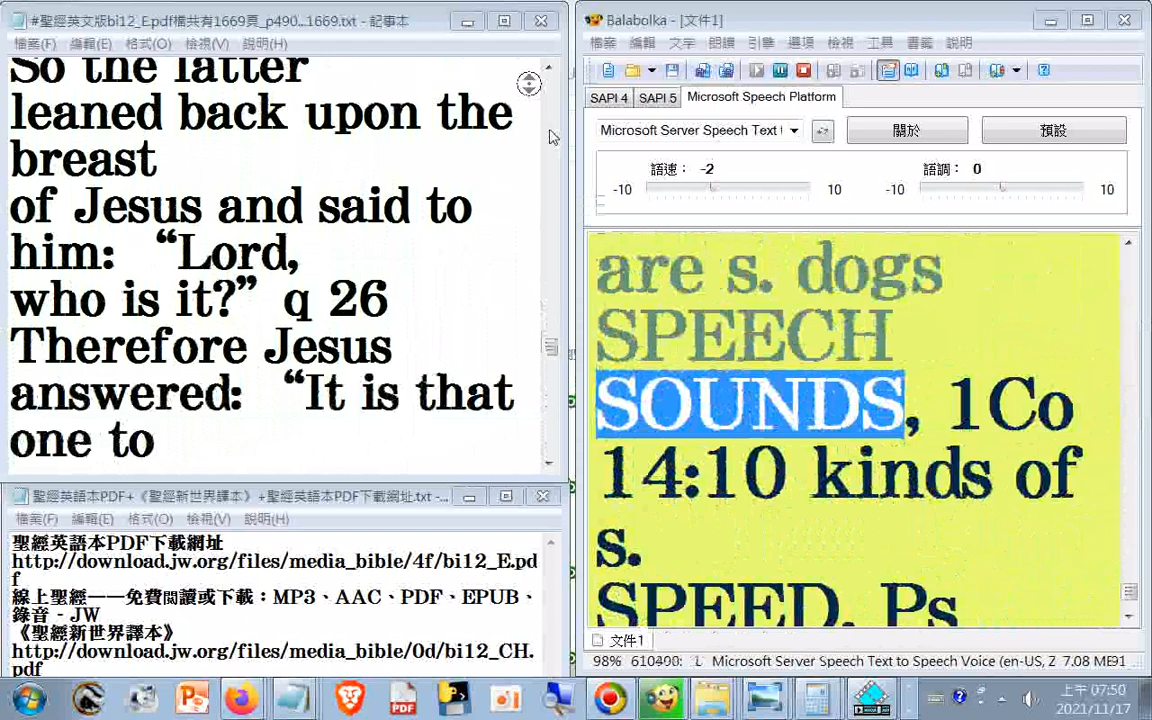 #聖經英文版bi12_E.pdf檔共有1669頁_p490...1669.txt - 記事本
檔案(F) 編輯(E) 格式(O) 檢視(V) 說明(H)
So the latter
leaned back upon the
breast
of Jesus and said to
him: “Lord,
who is it?” q 26
Therefore Jesus
answered: “It is that
one to
聖經英語本PDF+《聖經新世界譯本》+聖經英語本PDF下載網址.txt - ...
檔案(F) 編輯(E) 格式(O) 檢視(V) 說明(H)
聖經英語本PDF下載網址
http://download.jw.org/files/media_bible/4f/bi12_E.pd
f
線上聖經——免費閱讀或下載：MP3、AAC、PDF、EPUB、
錄音 - JW
《聖經新世界譯本》
http://download.jw.org/files/media_bible/0d/bi12_CH.
pdf
Balabolka - [文件1]
檔案 編輯 文字 朗讀 引擎 選項 檢視 工具 書籤 說明
SAPI 4 SAPI 5 Microsoft Speech Platform
Microsoft Server Speech Text 關於 預設
語速： -2 語調： 0
-10 10 -10 10
are s. dogs
SPEECH
SOUNDS, 1Co
14:10 kinds of
s.
SPEED, Ps
文件1
98% Microsoft Server Speech Text to Speech Voice (en-US, Z 7.08 ME
PDF
上午 07:50
2021/11/17